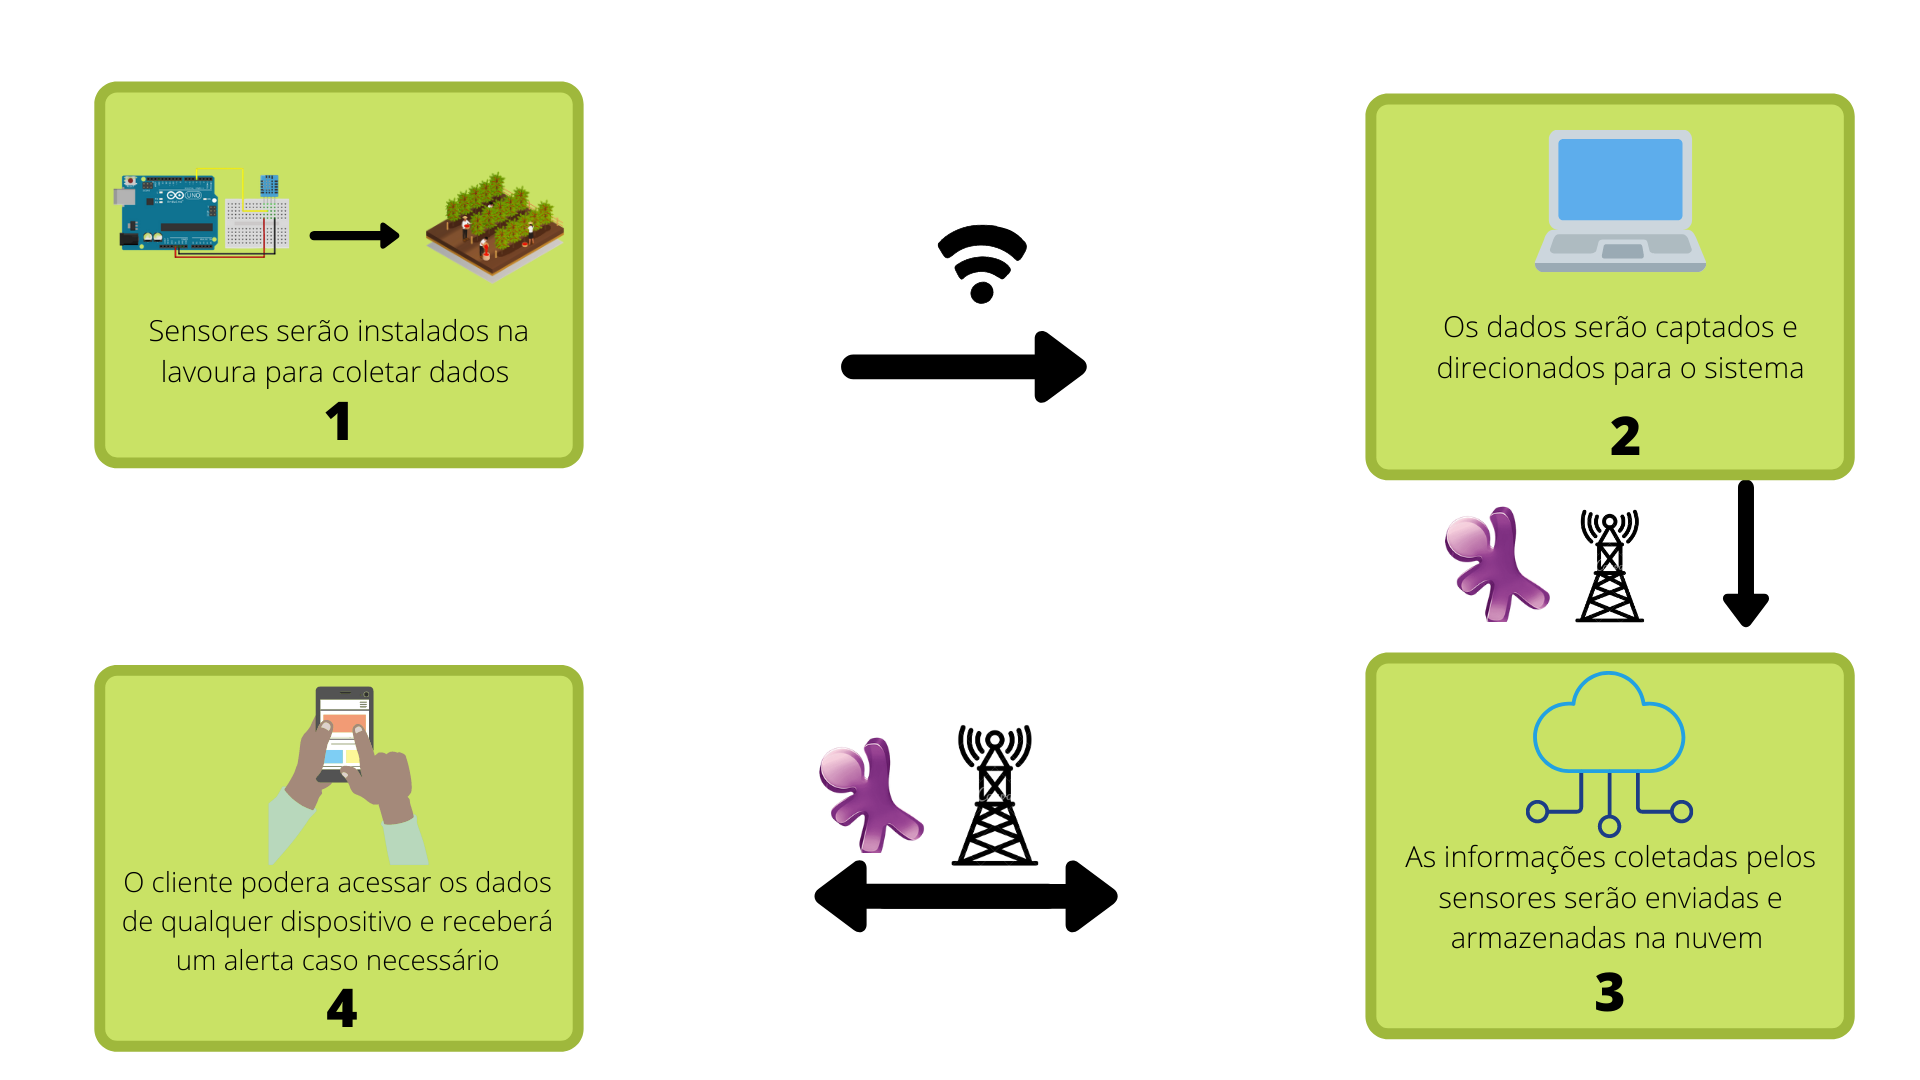 Sensores serão instalados na
lavoura para coletar dados
1
Os dados serão captados e
direcionados para o sistema
2
As informações coletadas pelos
sensores serão enviadas e
armazenadas na nuvem
3
O cliente podera acessar os dados
de qualquer dispositivo e receberá
um alerta caso necessário
4
UNO